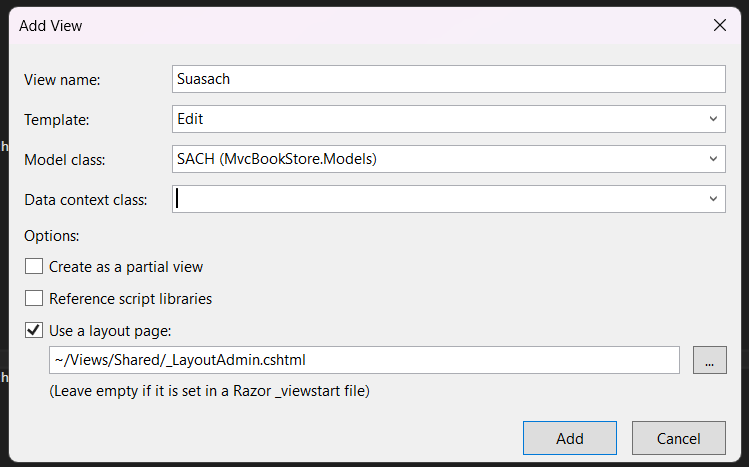 Add View
View name: Suasach
Template: Edit
Model class: SACH (MvcBookStore.Models)
Data context class:
Options:
Create as a partial view
Reference script libraries
Use a layout page:
~/Views/Shared/_LayoutAdmin.cshtml ...
(Leave empty if it is set in a Razor _viewstart file)
Add Cancel